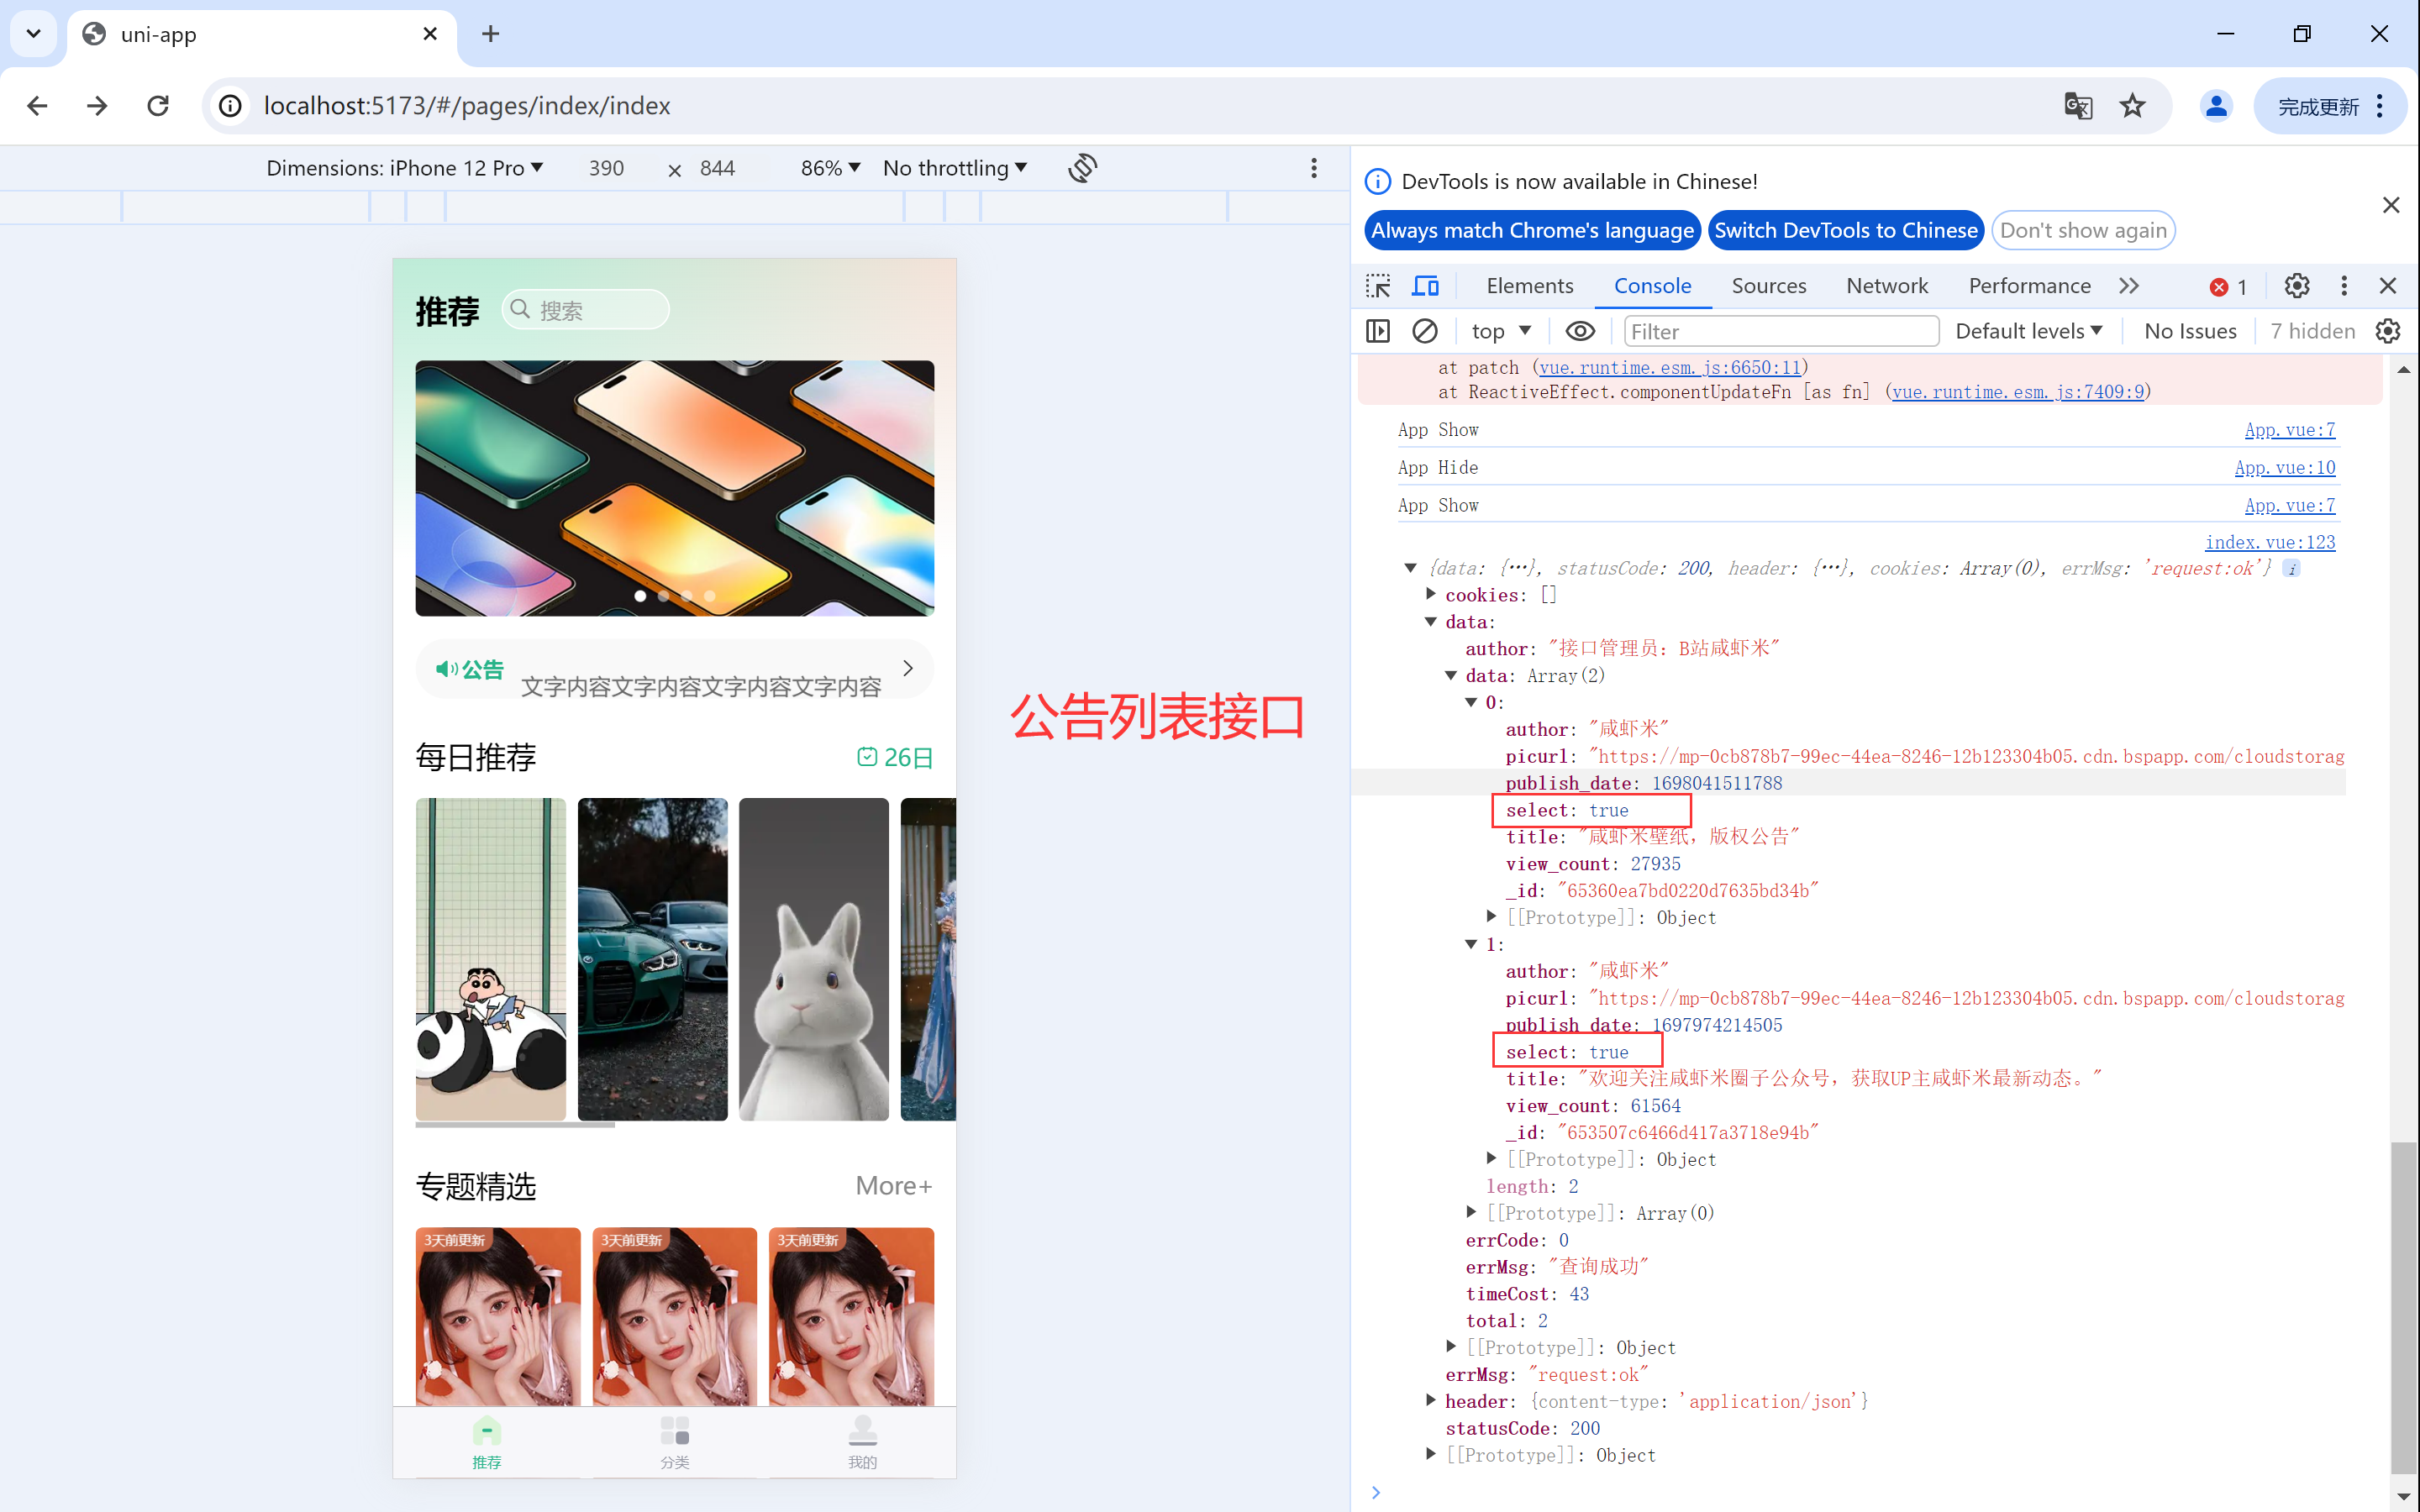 uni-app
localhost:5173/#/pages/index/index
完成更新
Dimensions: iPhone 12 Pro
390 × 844
86%
No throttling
推荐
搜索
公告
文字内容文字内容文字内容文字内容
每日推荐
26日
专题精选
More+
3天前更新
3天前更新
3天前更新
推荐
分类
我的
公告列表接口
DevTools is now available in Chinese!
Always match Chrome's language
Switch DevTools to Chinese
Don't show again
Elements
Console
Sources
Network
Performance
1
top
Filter
Default levels
No Issues
7 hidden
at patch (vue.runtime.esm.js:6650:11)
at ReactiveEffect.componentUpdateFn [as fn] (vue.runtime.esm.js:7409:9)
App Show App.vue:7
App Hide App.vue:10
App Show App.vue:7
index.vue:123
{data: {…}, statusCode: 200, header: {…}, cookies: Array(0), errMsg: 'request:ok'}
cookies: []
data:
author: "接口管理员：B站咸虾米"
data: Array(2)
0:
author: "咸虾米"
picurl: "https://mp-0cb878b7-99ec-44ea-8246-12b123304b05.cdn.bspapp.com/cloudstorag
publish_date: 1698041511788
select: true
title: "咸虾米壁纸，版权公告"
view_count: 27935
_id: "65360ea7bd0220d7635bd34b"
[[Prototype]]: Object
1:
author: "咸虾米"
picurl: "https://mp-0cb878b7-99ec-44ea-8246-12b123304b05.cdn.bspapp.com/cloudstorag
publish_date: 1697974214505
select: true
title: "欢迎关注咸虾米圈子公众号，获取UP主咸虾米最新动态。"
view_count: 61564
_id: "653507c6466d417a3718e94b"
[[Prototype]]: Object
length: 2
[[Prototype]]: Array(0)
errCode: 0
errMsg: "查询成功"
timeCost: 43
total: 2
[[Prototype]]: Object
errMsg: "request:ok"
header: {content-type: 'application/json'}
statusCode: 200
[[Prototype]]: Object